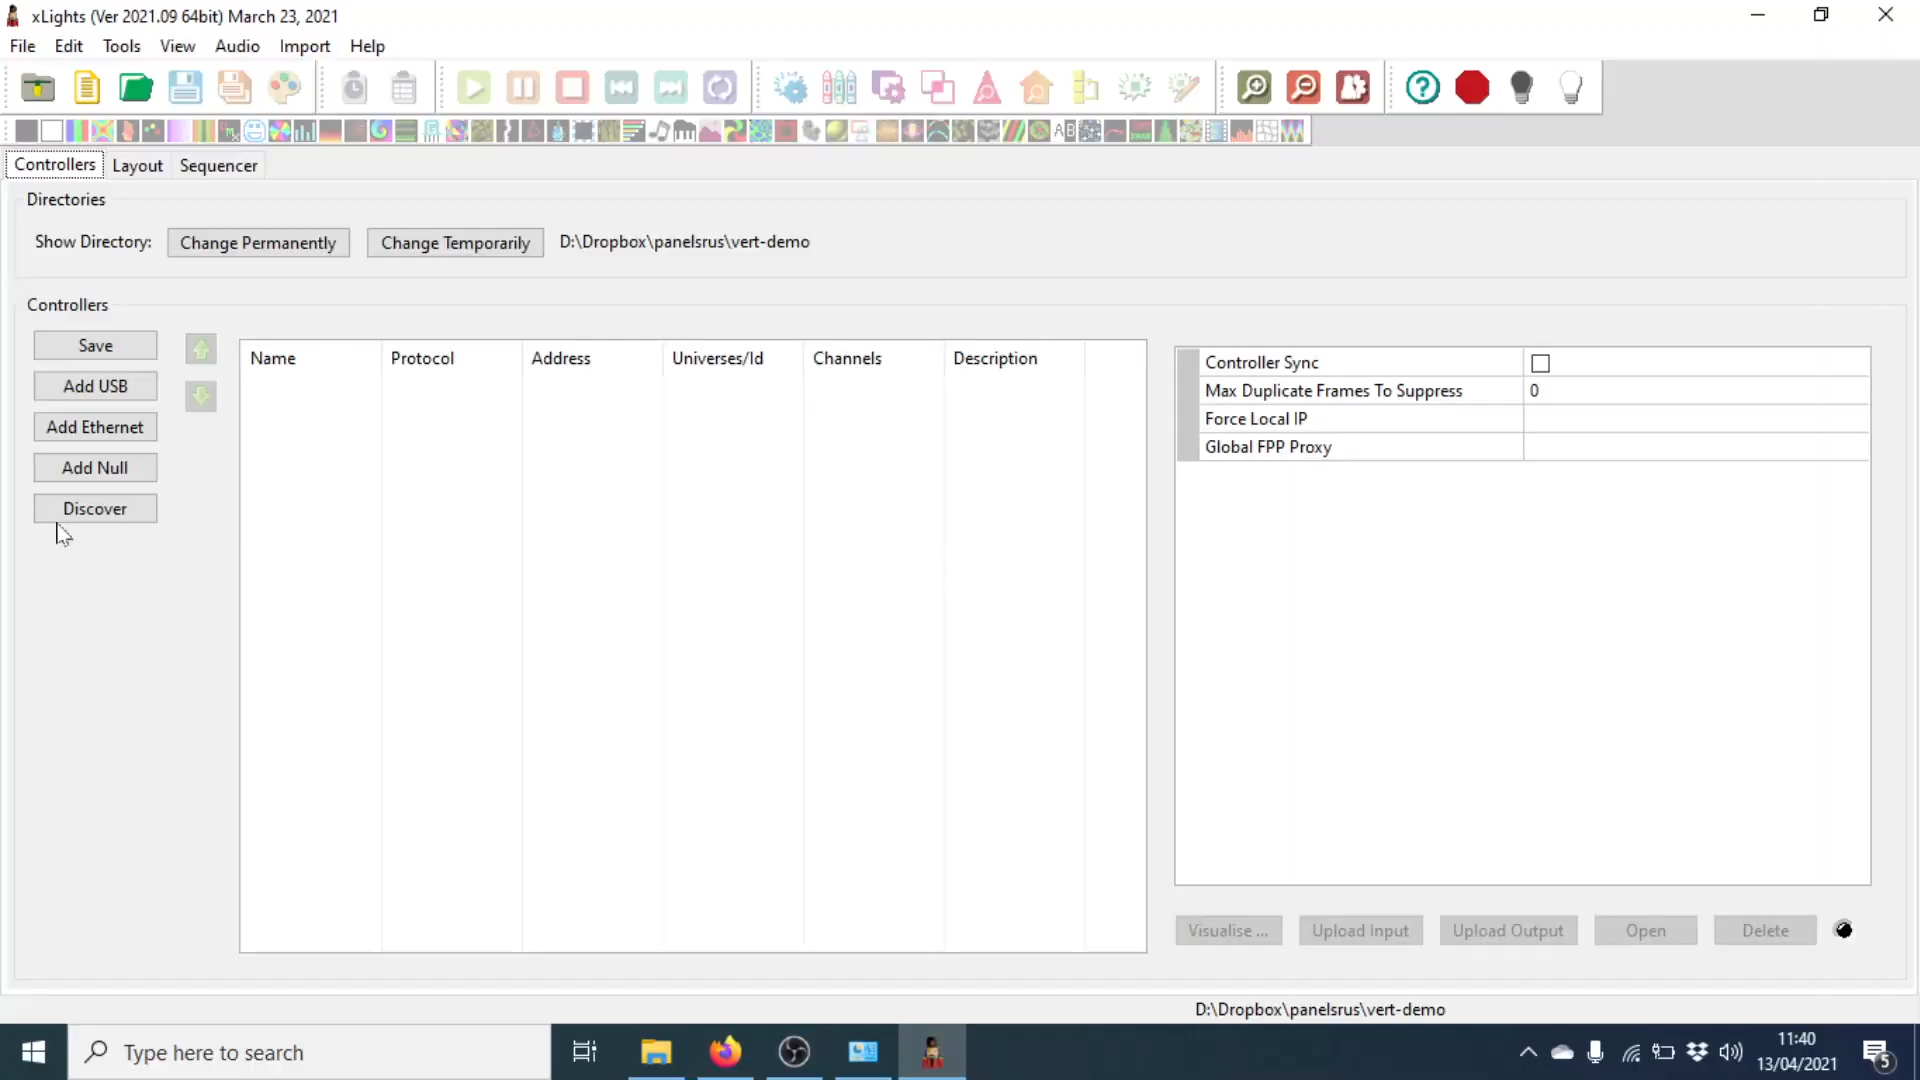 xLights (Ver 2021.09 64bit) March 23, 2021
File Edit Tools View Audio Import Help
Controllers Layout Sequencer
Directories
Show Directory: Change Permanently Change Temporarily D:\Dropbox\panelsrus\vert-demo
Controllers
Save
Add USB
Add Ethernet
Add Null
Discover
Name Protocol Address Universes/Id Channels Description
Controller Sync
Max Duplicate Frames To Suppress 0
Force Local IP
Global FPP Proxy
Visualise ... Upload Input Upload Output Open Delete
D:\Dropbox\panelsrus\vert-demo
Type here to search
11:40
13/04/2021
5